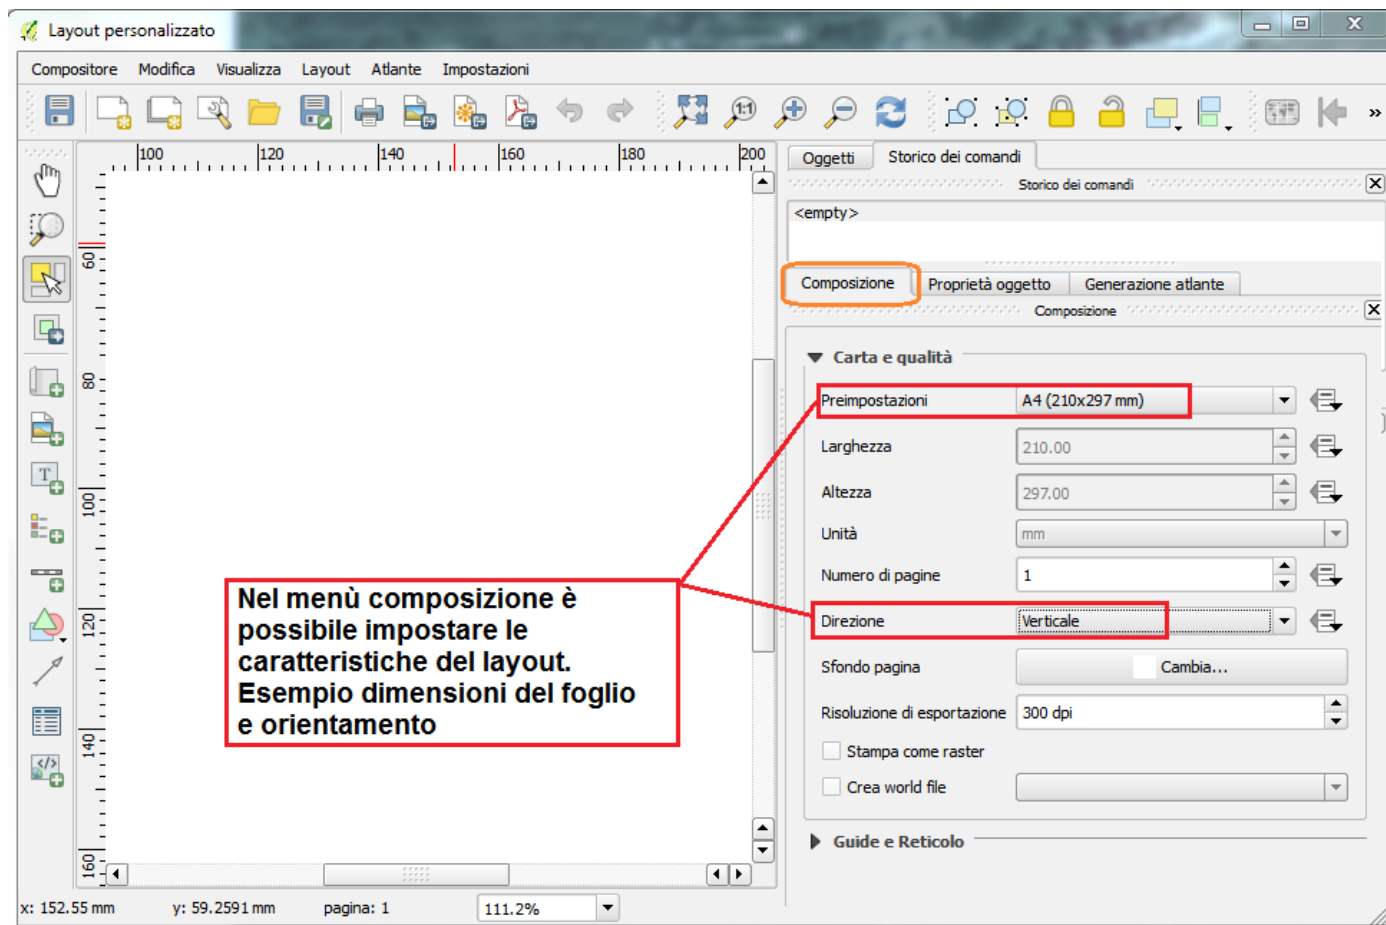 Layout personalizzato
Compositore Modifica Visualizza Layout Atlante Impostazioni
1:1
»
100 120 140 160 180 200
60
80
100
120
140
160
T
</>
Oggetti Storico dei comandi
Storico dei comandi
<empty>
Composizione Proprietà oggetto Generazione atlante
Composizione
Carta e qualità
Preimpostazioni A4 (210x297 mm)
Larghezza 210.00
Altezza 297.00
Unità mm
Numero di pagine 1
Direzione Verticale
Sfondo pagina Cambia...
Risoluzione di esportazione 300 dpi
Stampa come raster
Crea world file
Guide e Reticolo
Nel menù composizione è
possibile impostare le
caratteristiche del layout.
Esempio dimensioni del foglio
e orientamento
x: 152.55 mm y: 59.2591 mm pagina: 1 111.2%